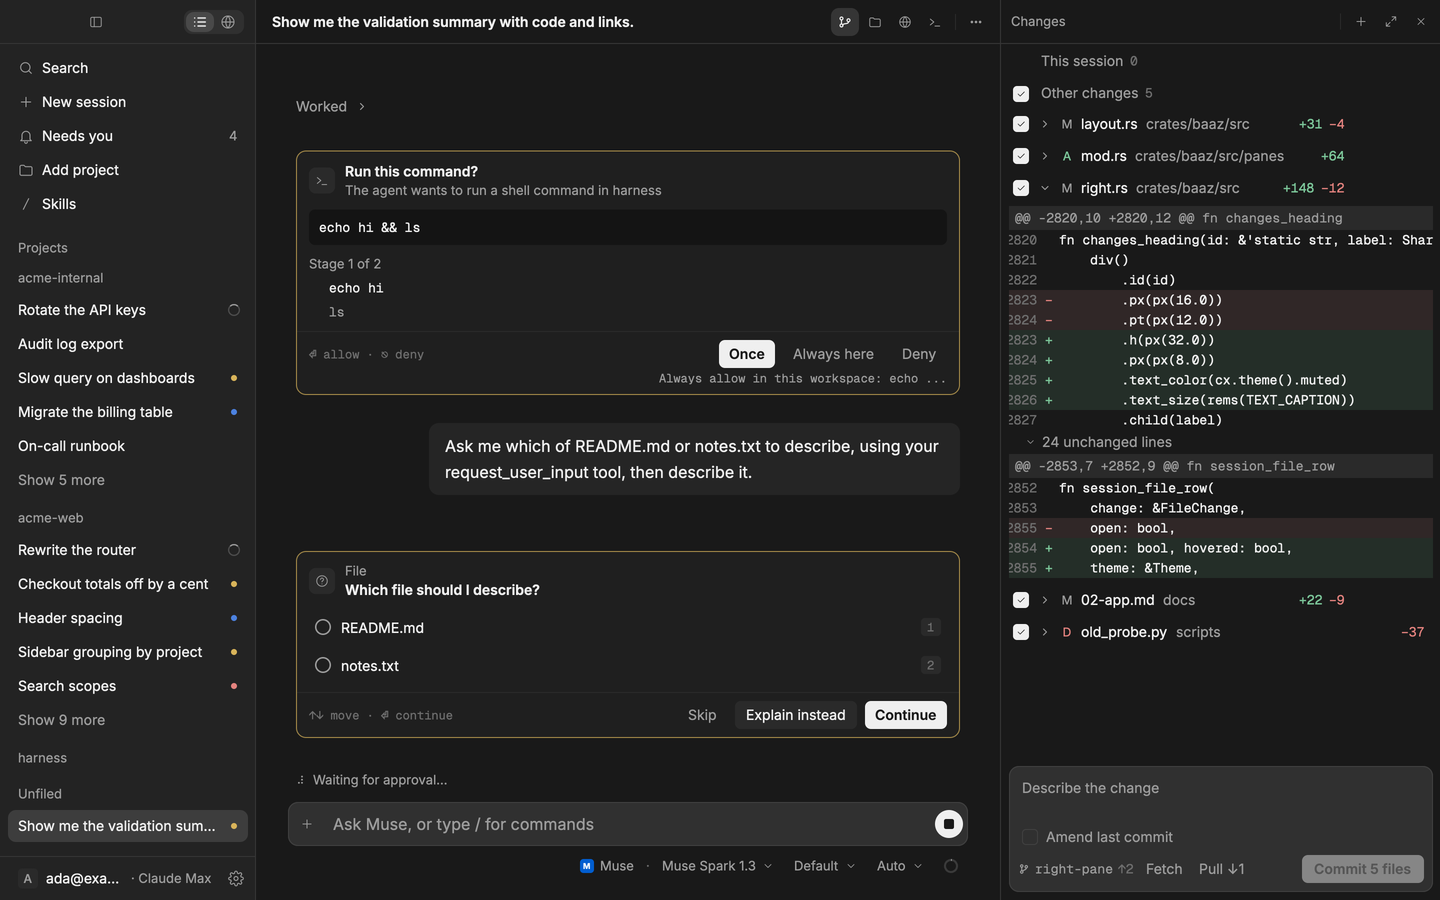 Show me the validation summary with code and links.
Changes
Search
New session
Needs you 4
Add project
Skills
Projects
acme-internal
Rotate the API keys
Audit log export
Slow query on dashboards
Migrate the billing table
On-call runbook
Show 5 more
acme-web
Rewrite the router
Checkout totals off by a cent
Header spacing
Sidebar grouping by project
Search scopes
Show 9 more
harness
Unfiled
Show me the validation sum...
A ada@exa... · Claude Max
Worked
Run this command?
The agent wants to run a shell command in harness
echo hi && ls
Stage 1 of 2
echo hi
ls
allow · deny
Once Always here Deny
Always allow in this workspace: echo ...
Ask me which of README.md or notes.txt to describe, using your
request_user_input tool, then describe it.
File
Which file should I describe?
README.md 1
notes.txt 2
move · continue
Skip Explain instead Continue
Waiting for approval...
Ask Muse, or type / for commands
M Muse · Muse Spark 1.3 Default Auto
This session 0
Other changes 5
M layout.rs crates/baaz/src +31 −4
A mod.rs crates/baaz/src/panes +64
M right.rs crates/baaz/src +148 −12
@@ -2820,10 +2820,12 @@ fn changes_heading
2820 fn changes_heading(id: &'static str, label: Shar
2821 div()
2822 .id(id)
2823 − .px(px(16.0))
2824 − .pt(px(12.0))
2823 + .h(px(32.0))
2824 + .px(px(8.0))
2825 + .text_color(cx.theme().muted)
2826 + .text_size(rems(TEXT_CAPTION))
2827 .child(label)
24 unchanged lines
@@ -2853,7 +2852,9 @@ fn session_file_row
2852 fn session_file_row(
2853 change: &FileChange,
2855 − open: bool,
2854 + open: bool, hovered: bool,
2855 + theme: &Theme,
M 02-app.md docs +22 −9
D old_probe.py scripts −37
Describe the change
Amend last commit
right-pane ↑2 Fetch Pull ↓1 Commit 5 files